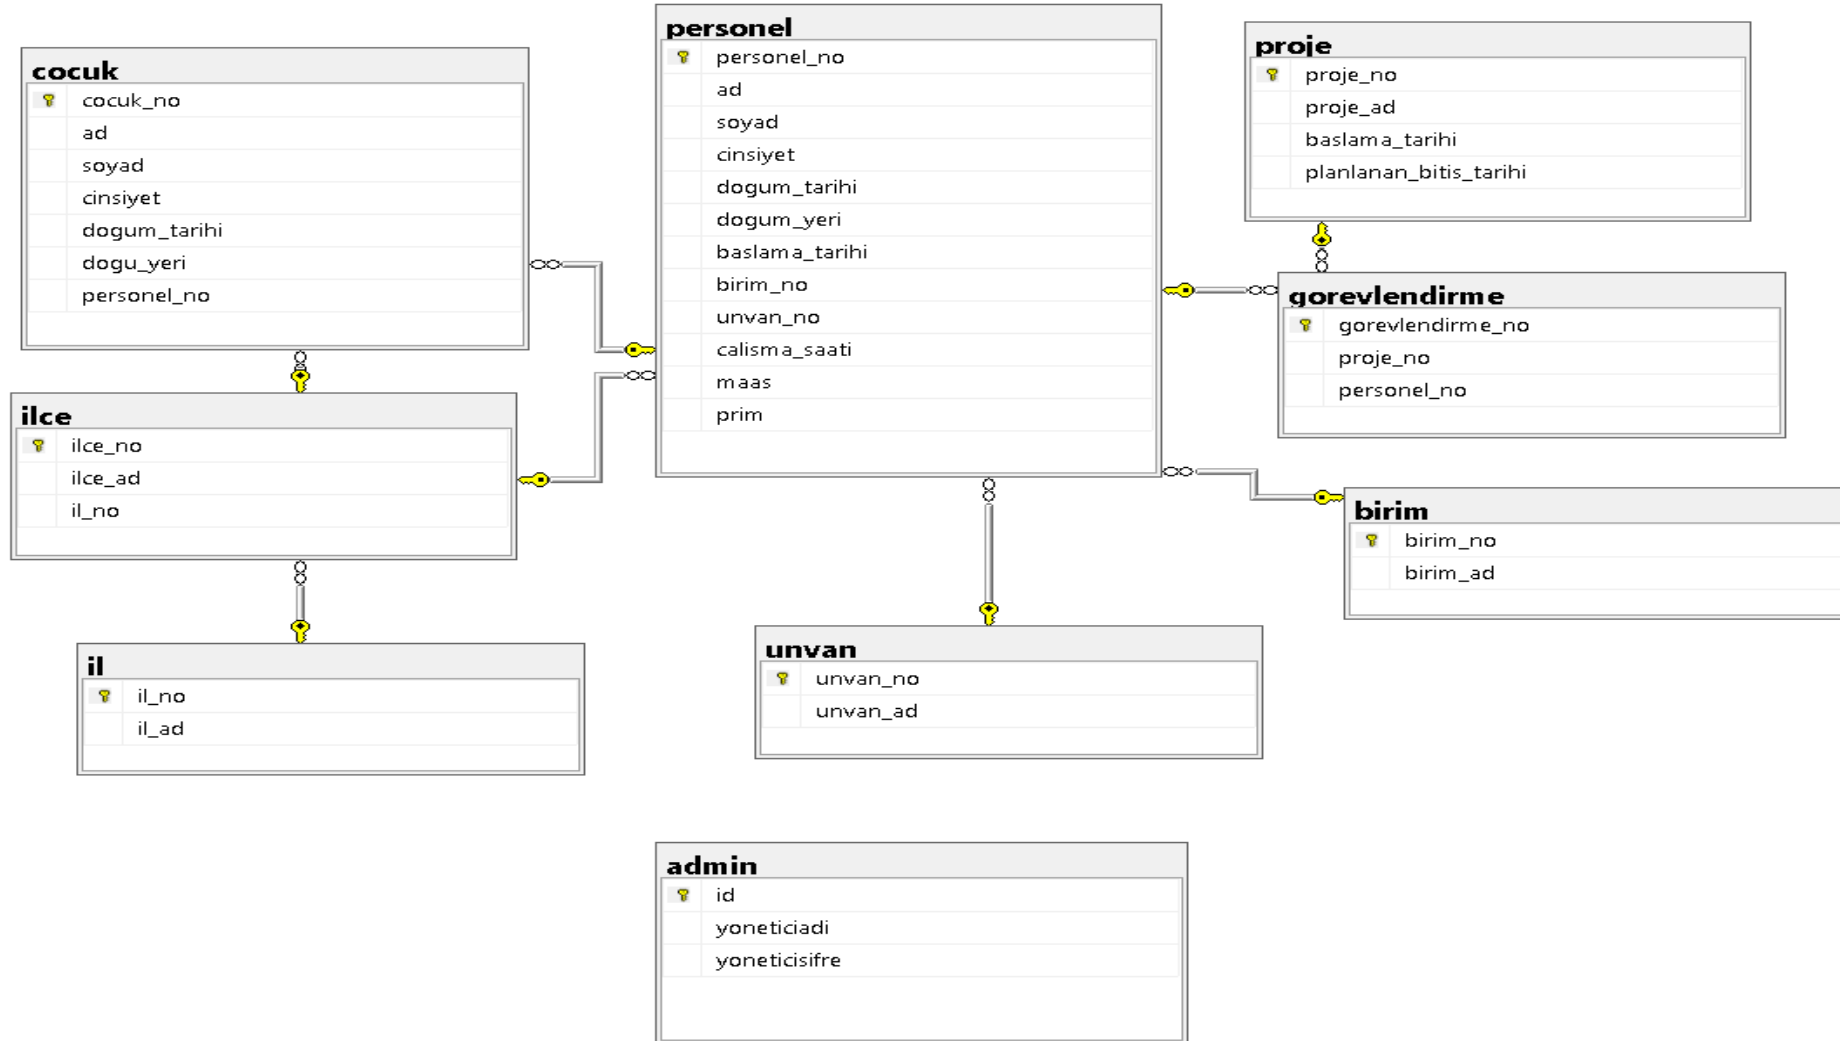 cocuk
cocuk_no
ad
soyad
cinsiyet
dogum_tarihi
dogu_yeri
personel_no
personel
personel_no
ad
soyad
cinsiyet
dogum_tarihi
dogum_yeri
baslama_tarihi
birim_no
unvan_no
calisma_saati
maas
prim
proje
proje_no
proje_ad
baslama_tarihi
planlanan_bitis_tarihi
gorevlendirme
gorevlendirme_no
proje_no
personel_no
ilce
ilce_no
ilce_ad
il_no
birim
birim_no
birim_ad
il
il_no
il_ad
unvan
unvan_no
unvan_ad
admin
id
yoneticiadi
yoneticisifre